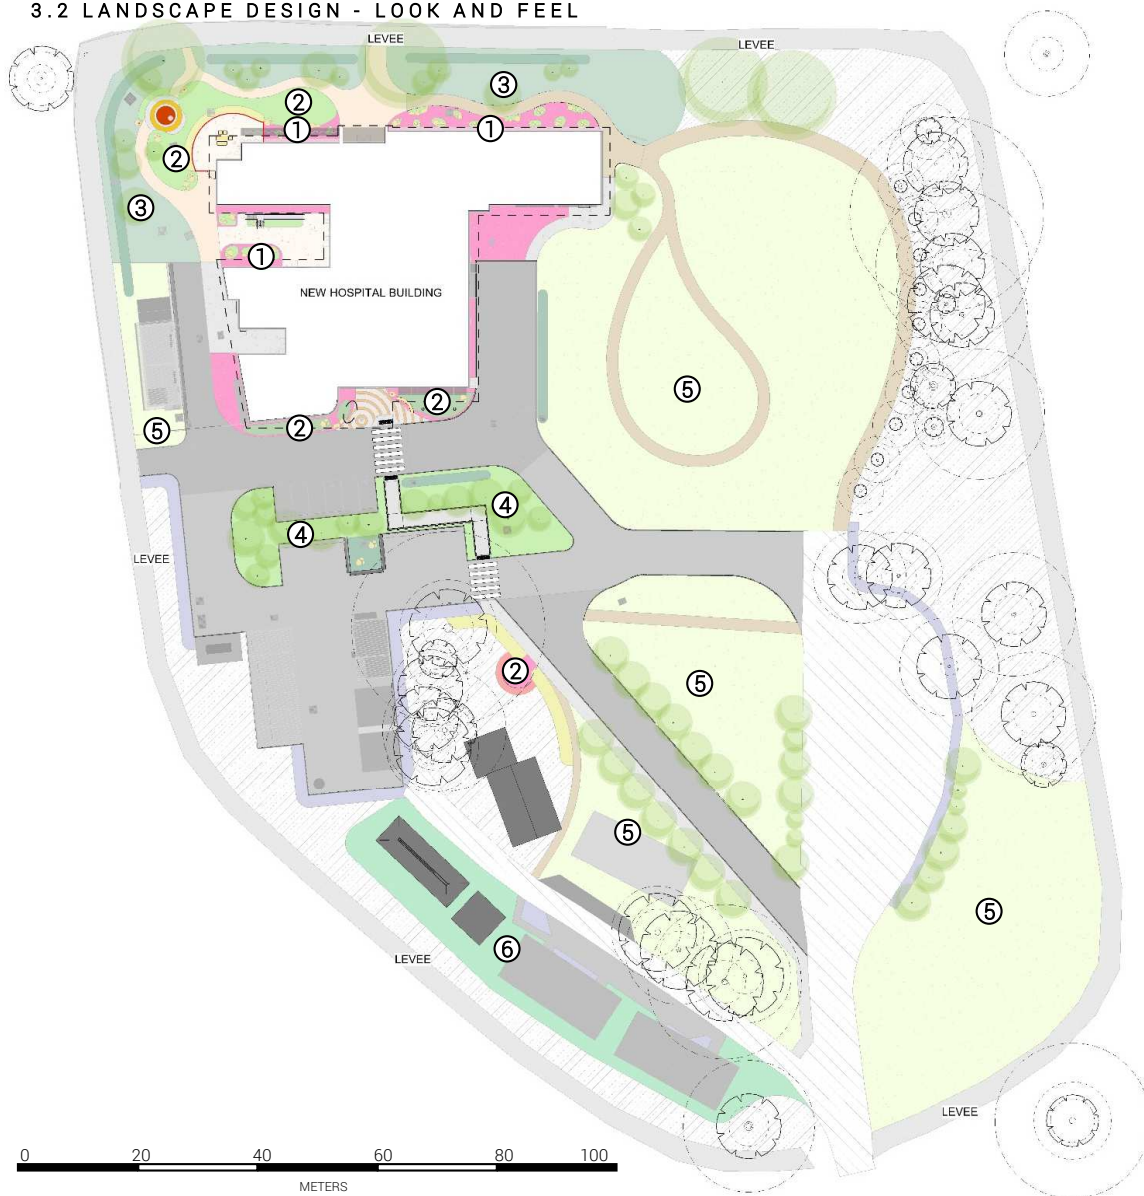 3.2 LANDSCAPE DESIGN - LOOK AND FEEL
LEVEE
LEVEE
3
2
1
1
2
3
1
NEW HOSPITAL BUILDING
5
2
2
5
4
4
LEVEE
2
5
5
5
6
LEVEE
LEVEE
0 20 40 60 80 100
METERS